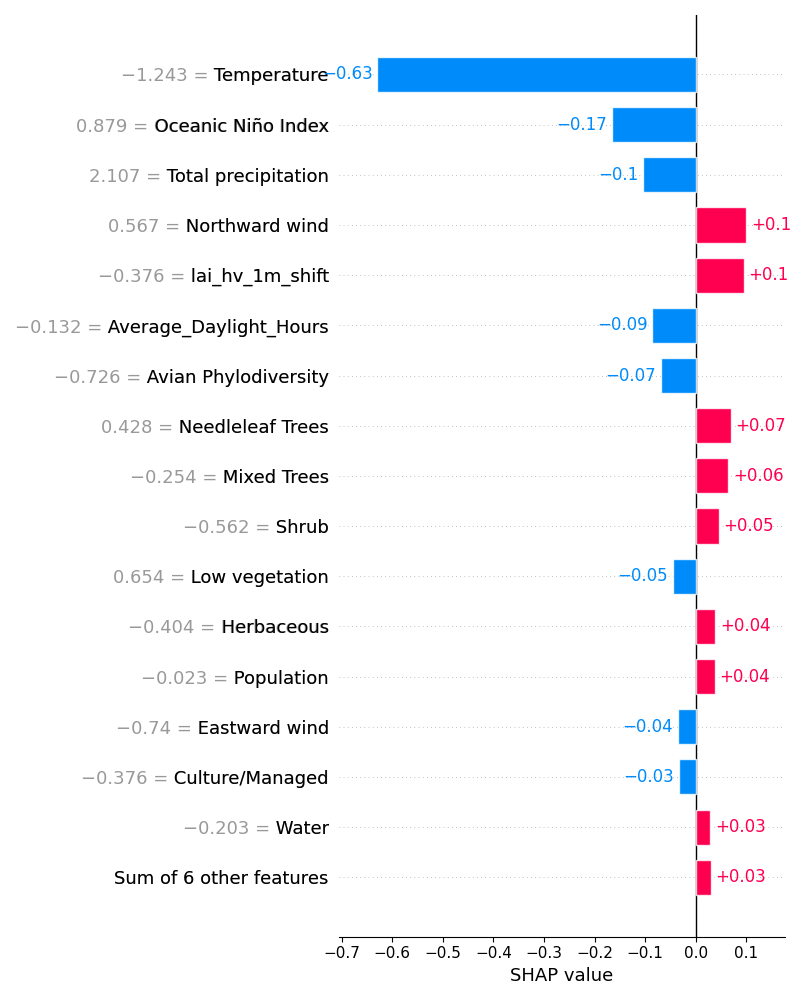 −1.243 = Temperature −0.63
0.879 = Oceanic Niño Index −0.17
2.107 = Total precipitation −0.1
0.567 = Northward wind +0.1
−0.376 = lai_hv_1m_shift +0.1
−0.132 = Average_Daylight_Hours −0.09
−0.726 = Avian Phylodiversity −0.07
0.428 = Needleleaf Trees +0.07
−0.254 = Mixed Trees +0.06
−0.562 = Shrub +0.05
0.654 = Low vegetation −0.05
−0.404 = Herbaceous +0.04
−0.023 = Population +0.04
−0.74 = Eastward wind −0.04
−0.376 = Culture/Managed −0.03
−0.203 = Water +0.03
Sum of 6 other features +0.03
−0.7 −0.6 −0.5 −0.4 −0.3 −0.2 −0.1 0.0 0.1
SHAP value